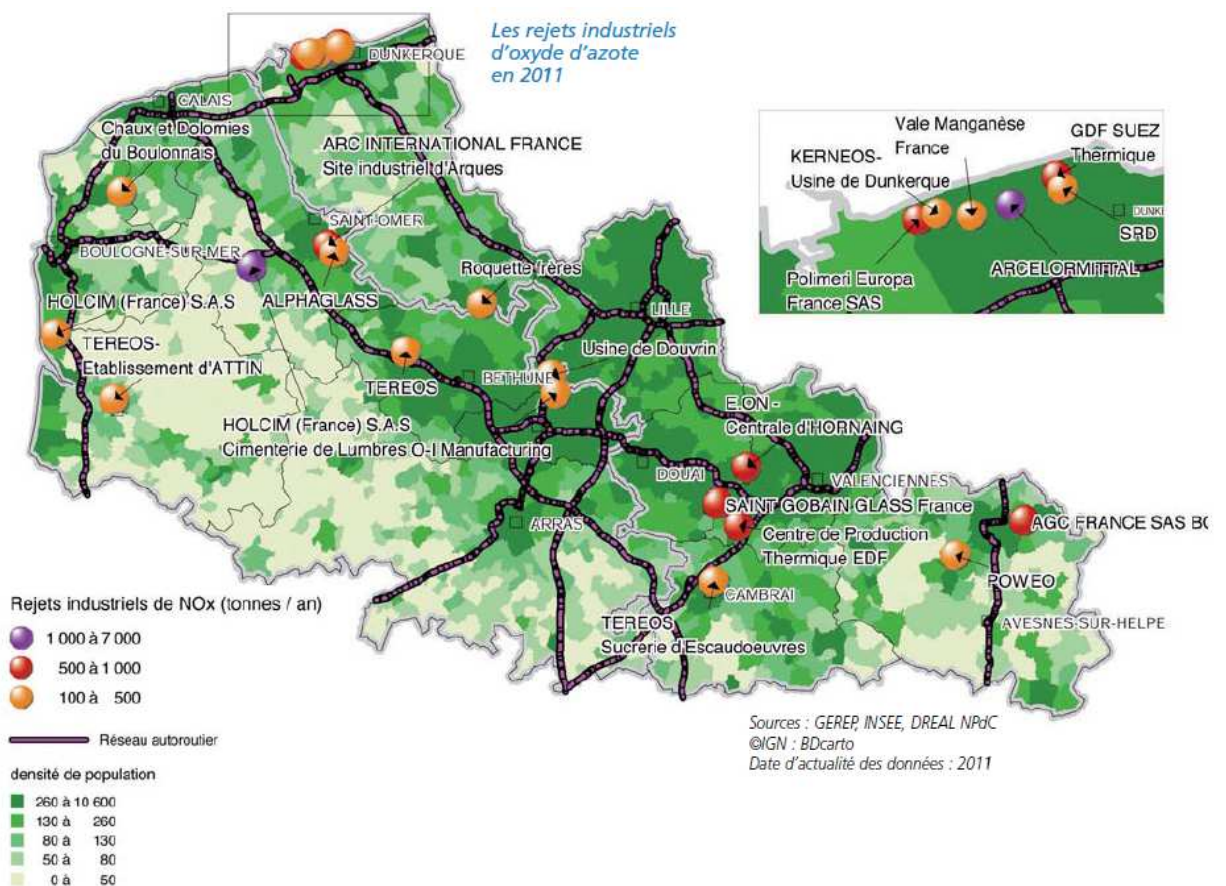 Les rejets industriels
d'oxyde d'azote
en 2011
DUNKERQUE
CALAIS
Chaux et Dolomies
du Boulonnais
ARC INTERNATIONAL FRANCE
Site industriel d'Arques
SAINT-OMER
BOULOGNE-SUR-MER
ALPHAGLASS
Roquette frères
HOLCIM (France) S.A.S
LILLE
TEREOS-
Etablissement d'ATTIN
Usine de Douvrin
TEREOS
BETHUNE
E.ON -
Centrale d'HORNAING
HOLCIM (France) S.A.S
Cimenterie de Lumbres O-I Manufacturing
DOUAI
VALENCIENNES
SAINT GOBAIN GLASS France
ARRAS
Centre de Production
Thermique EDF
AGC FRANCE SAS BO
POWEO
CAMBRAI
TEREOS
Sucrerie d'Escaudoeuvres
AVESNES-SUR-HELPE
Vale Manganèse
France
GDF SUEZ
Thermique
KERNEOS-
Usine de Dunkerque
DUNKE
SRD
Polimeri Europa
France SAS
ARCELORMITTAL
Rejets industriels de NOx (tonnes / an)
1 000 à 7 000
500 à 1 000
100 à 500
Réseau autoroutier
densité de population
260 à 10 600
130 à 260
80 à 130
50 à 80
0 à 50
Sources : GEREP, INSEE, DREAL NPdC
©IGN : BDcarto
Date d'actualité des données : 2011